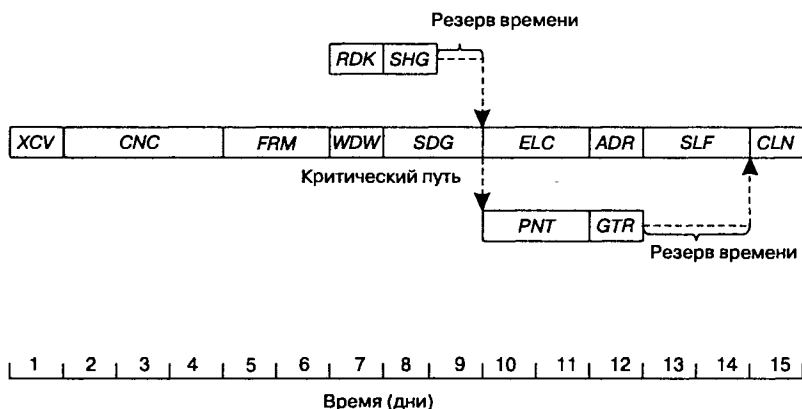 Резерв времени
RDK SHG
XCV CNC FRM WDW SDG ELC ADR SLF CLN
Критический путь
PNT GTR
Резерв времени
1 2 3 4 5 6 7 8 9 10 11 12 13 14 15
Время (дни)